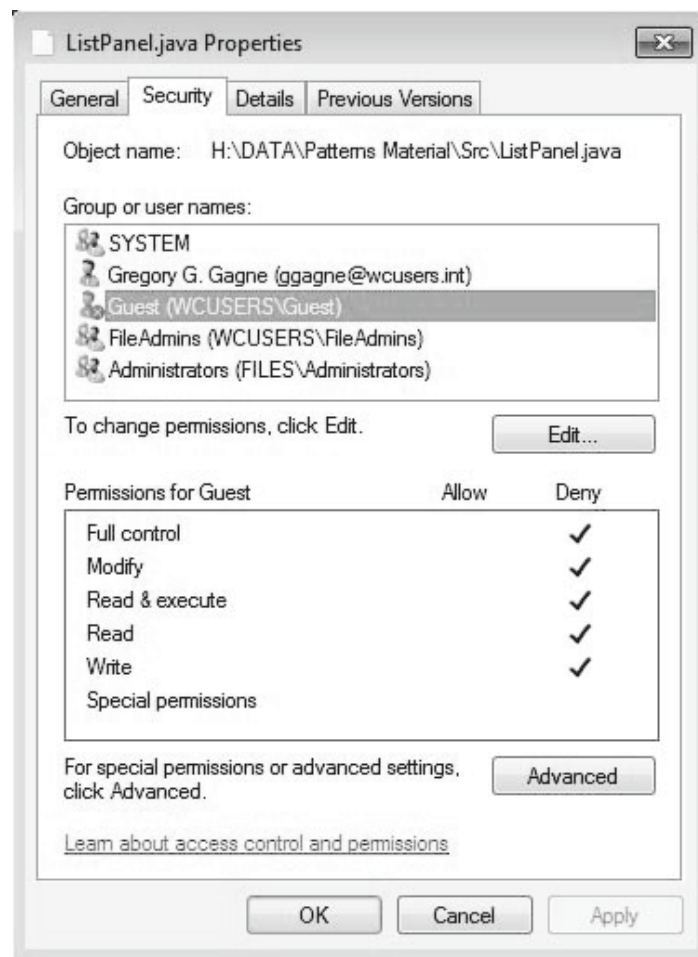 ListPanel.java Properties
General Security Details Previous Versions
Object name: H:\DATA\Patterns Material\Src\ListPanel.java
Group or user names:
SYSTEM
Gregory G. Gagne (ggagne@wcusers.int)
Guest (WCUSERS\Guest)
FileAdmins (WCUSERS\FileAdmins)
Administrators (FILES\Administrators)
To change permissions, click Edit.
Edit...
Permissions for Guest Allow Deny
Full control
Modify
Read & execute
Read
Write
Special permissions
For special permissions or advanced settings,
click Advanced.
Advanced
Learn about access control and permissions
OK Cancel Apply